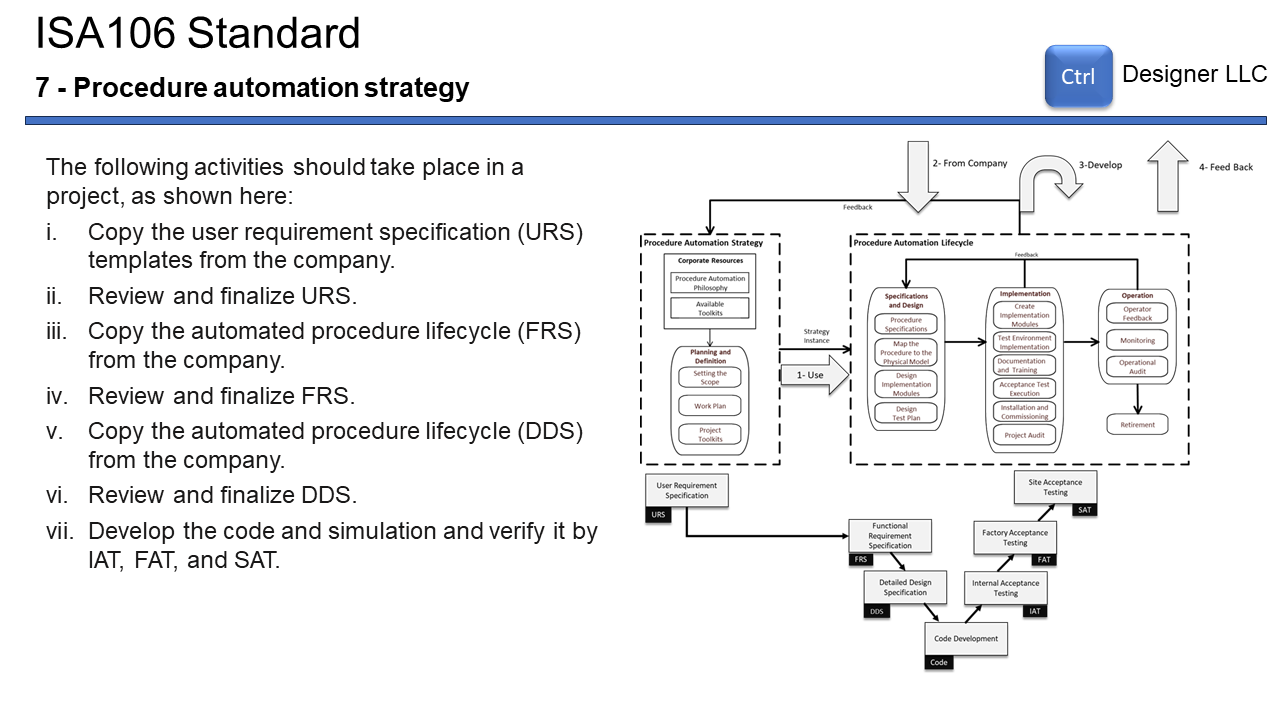 ISA106 Standard
7 - Procedure automation strategy
Ctrl
Designer LLC
The following activities should take place in a
project, as shown here:
i. Copy the user requirement specification (URS)
templates from the company.
ii. Review and finalize URS.
iii. Copy the automated procedure lifecycle (FRS)
from the company.
iv. Review and finalize FRS.
v. Copy the automated procedure lifecycle (DDS)
from the company.
vi. Review and finalize DDS.
vii. Develop the code and simulation and verify it by
IAT, FAT, and SAT.
2- From Company
3-Develop
4- Feed Back
Feedback
Procedure Automation Strategy
Corporate Resources
Procedure Automation
Philosophy
Available
Toolkits
Planning and
Definition
Setting the
Scope
Work Plan
Project
Toolkits
Strategy
Instance
1- Use
Procedure Automation Lifecycle
Feedback
Specifications
and Design
Procedure
Specifications
Map the
Procedure to the
Physical Model
Design
Implementation
Modules
Design
Test Plan
Implementation
Create
Implementation
Modules
Test Environment
Implementation
Documentation
and Training
Acceptance Test
Execution
Installation and
Commissioning
Project Audit
Operation
Operator
Feedback
Monitoring
Operational
Audit
Retirement
User Requirement
Specification
URS
Functional
Requirement
Specification
FRS
Detailed Design
Specification
DDS
Code Development
Code
Internal Acceptance
Testing
IAT
Factory Acceptance
Testing
FAT
Site Acceptance
Testing
SAT